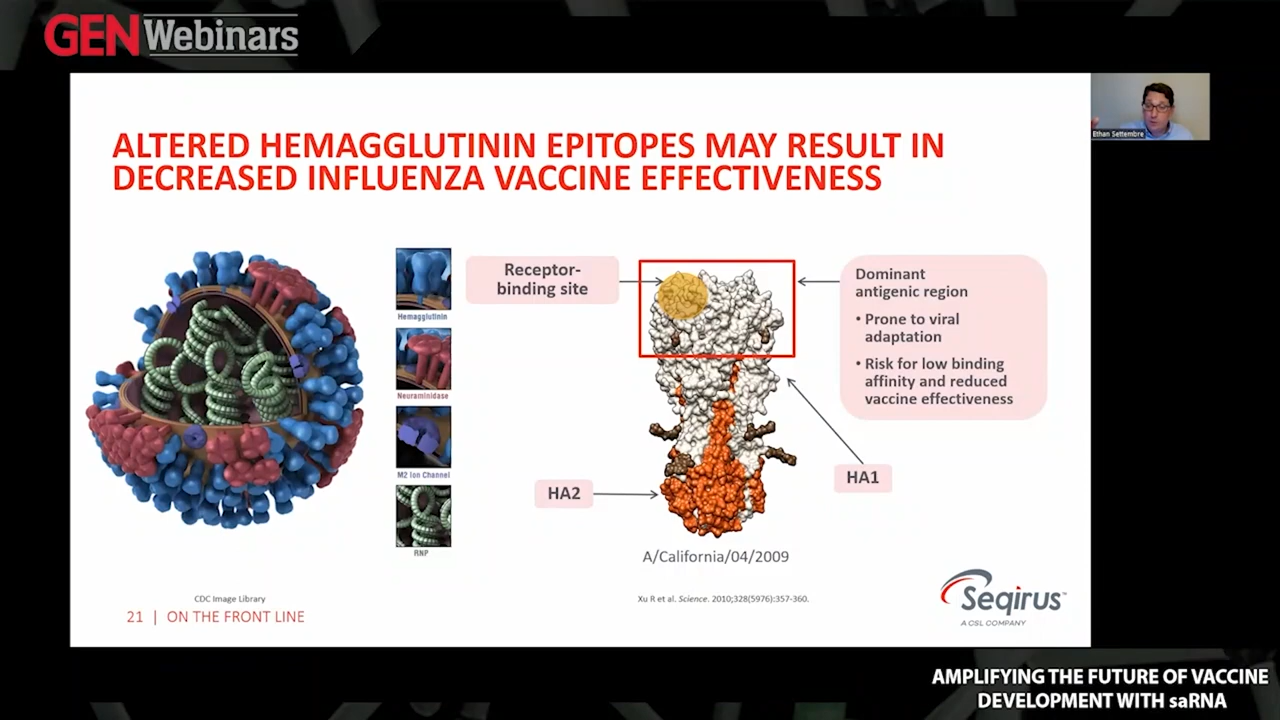 GEN Webinars
Ethan Settembre
ALTERED HEMAGGLUTININ EPITOPES MAY RESULT IN
DECREASED INFLUENZA VACCINE EFFECTIVENESS
Hemagglutinin
Neuraminidase
M2 Ion Channel
RNP
Receptor-
binding site
Dominant
antigenic region
• Prone to viral
adaptation
• Risk for low binding
affinity and reduced
vaccine effectiveness
HA1
HA2
A/California/04/2009
CDC Image Library
Xu R et al. Science. 2010;328(5976):357-360.
21 | ON THE FRONT LINE
Seqirus™
A CSL COMPANY
AMPLIFYING THE FUTURE OF VACCINE
DEVELOPMENT WITH saRNA